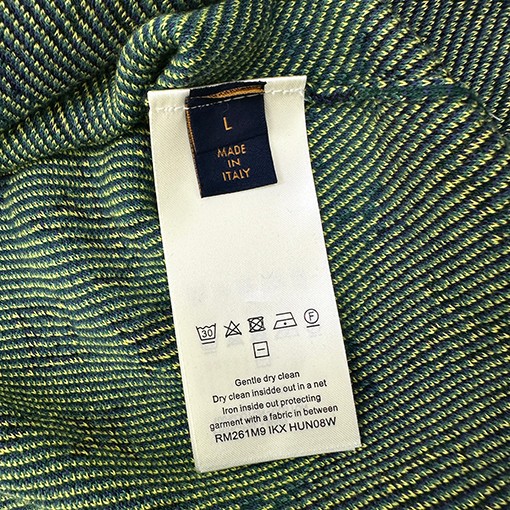 L
MADE
IN
ITALY
30
F
Gentle dry clean
Dry clean insidde out in a net
Iron inside out protecting
garment with a fabric in between
RM261M9 IKX HUN08W